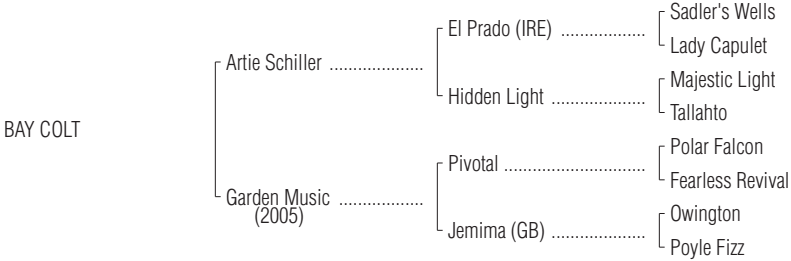 Sadler's Wells
El Prado (IRE) ...................
Lady Capulet
Artie Schiller ....................
Majestic Light
Hidden Light ....................
Tallahto
BAY COLT
Polar Falcon
Pivotal ..............................
Fearless Revival
Garden Music ..................
(2005)
Owington
Jemima (GB) ....................
Poyle Fizz